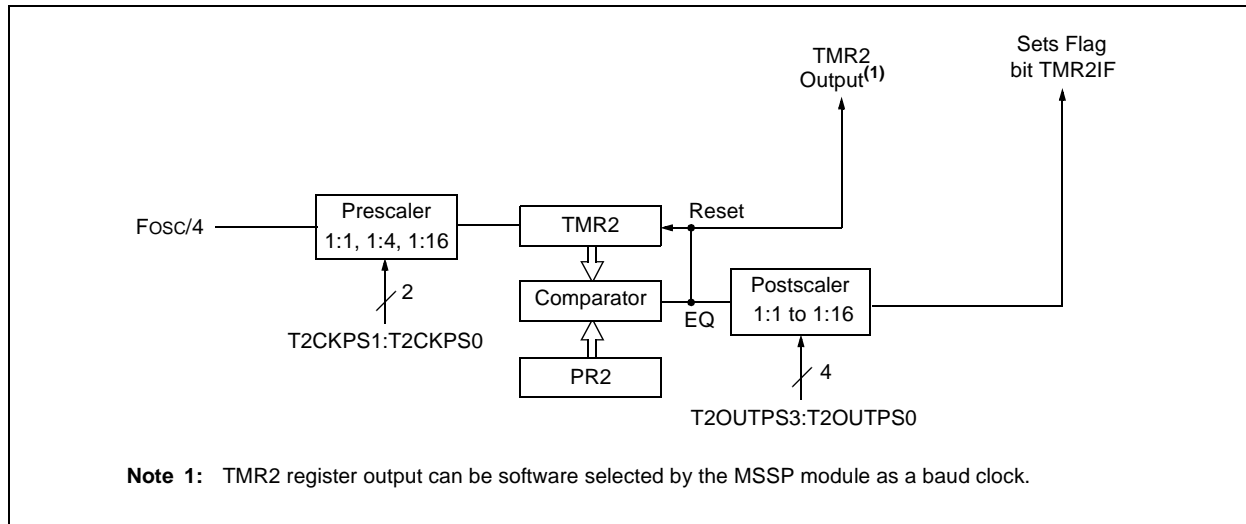 TMR2
Output(1)
Sets Flag
bit TMR2IF
Fosc/4
Prescaler
1:1, 1:4, 1:16
TMR2
Reset
2
Comparator
EQ
Postscaler
1:1 to 1:16
T2CKPS1:T2CKPS0
PR2
4
T2OUTPS3:T2OUTPS0
Note 1: TMR2 register output can be software selected by the MSSP module as a baud clock.